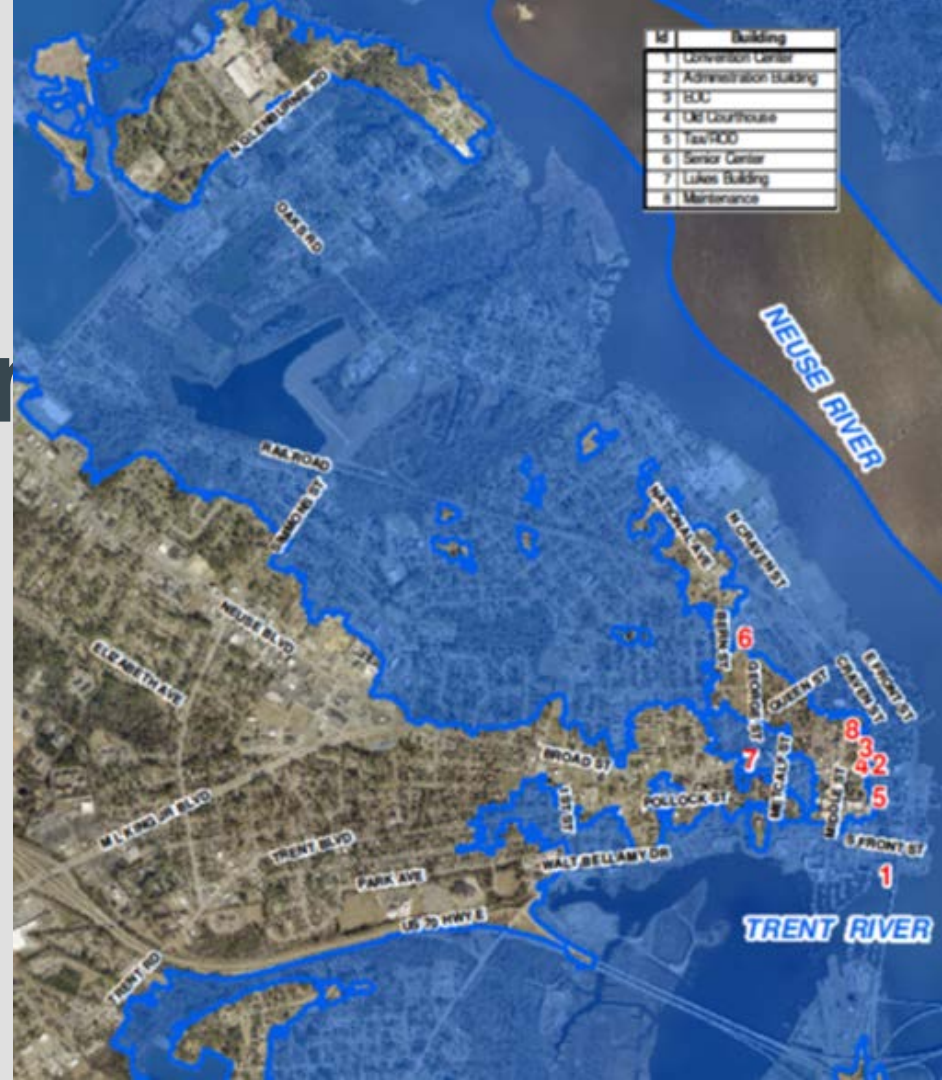 Id Building
1 Convention Center
2 Administration Building
3 EOC
4 Old Courthouse
5 Tax/ROD
6 Senior Center
7 Lukes Building
8 Maintenance
N GLENBURNIE RD
OAKS RD
NEUSE RIVER
r
RAILROAD
NATIONAL AVE
N CRAVEN ST
NEUSE BLVD
BERN ST
6
ELIZABETH AVE
GEORGE ST
QUEEN ST
CRAVEN ST
E FRONT ST
8
3
4 2
7
BROAD ST
METCALF ST
5
1ST ST
POLLOCK ST
MIDDLE ST
M L KING JR BLVD
TRENT BLVD
S FRONT ST
WALT BELLAMY DR
1
PARK AVE
US 70 HWY E
TRENT RIVER
TRENT RD